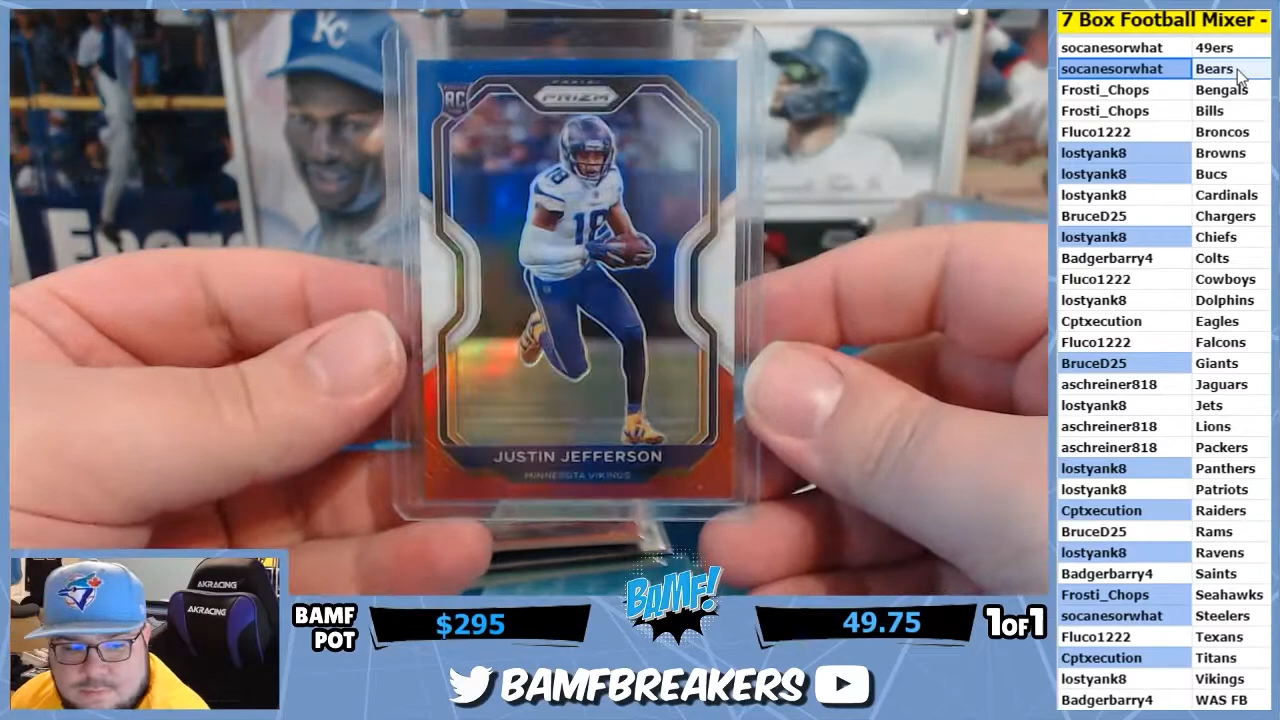 KC
RC
PANINI
PRIZM
18
18
JUSTIN JEFFERSON
MINNESOTA VIKINGS
7 Box Football Mixer -
socanesorwhat 49ers
socanesorwhat Bears
Frosti_Chops Bengals
Frosti_Chops Bills
Fluco1222 Broncos
lostyank8 Browns
lostyank8 Bucs
lostyank8 Cardinals
BruceD25 Chargers
lostyank8 Chiefs
Badgerbarry4 Colts
Fluco1222 Cowboys
lostyank8 Dolphins
Cptxecution Eagles
Fluco1222 Falcons
BruceD25 Giants
aschreiner818 Jaguars
lostyank8 Jets
aschreiner818 Lions
aschreiner818 Packers
lostyank8 Panthers
lostyank8 Patriots
Cptxecution Raiders
BruceD25 Rams
lostyank8 Ravens
Badgerbarry4 Saints
Frosti_Chops Seahawks
socanesorwhat Steelers
Fluco1222 Texans
Cptxecution Titans
lostyank8 Vikings
Badgerbarry4 WAS FB
AKRACING
AKRACING
BAMF
POT
$295
BAMF!
49.75
1OF1
BAMFBREAKERS